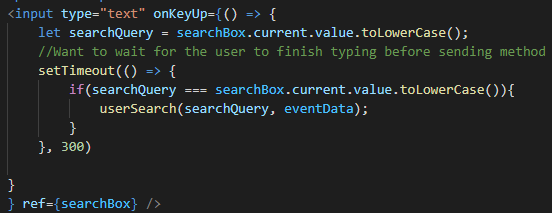 <input type="text" onKeyUp={() => {
let searchQuery = searchBox.current.value.toLowerCase();
//Want to wait for the user to finish typing before sending method
setTimeout(() => {
if(searchQuery === searchBox.current.value.toLowerCase()){
userSearch(searchQuery, eventData);
}
}, 300)
}
} ref={searchBox} />